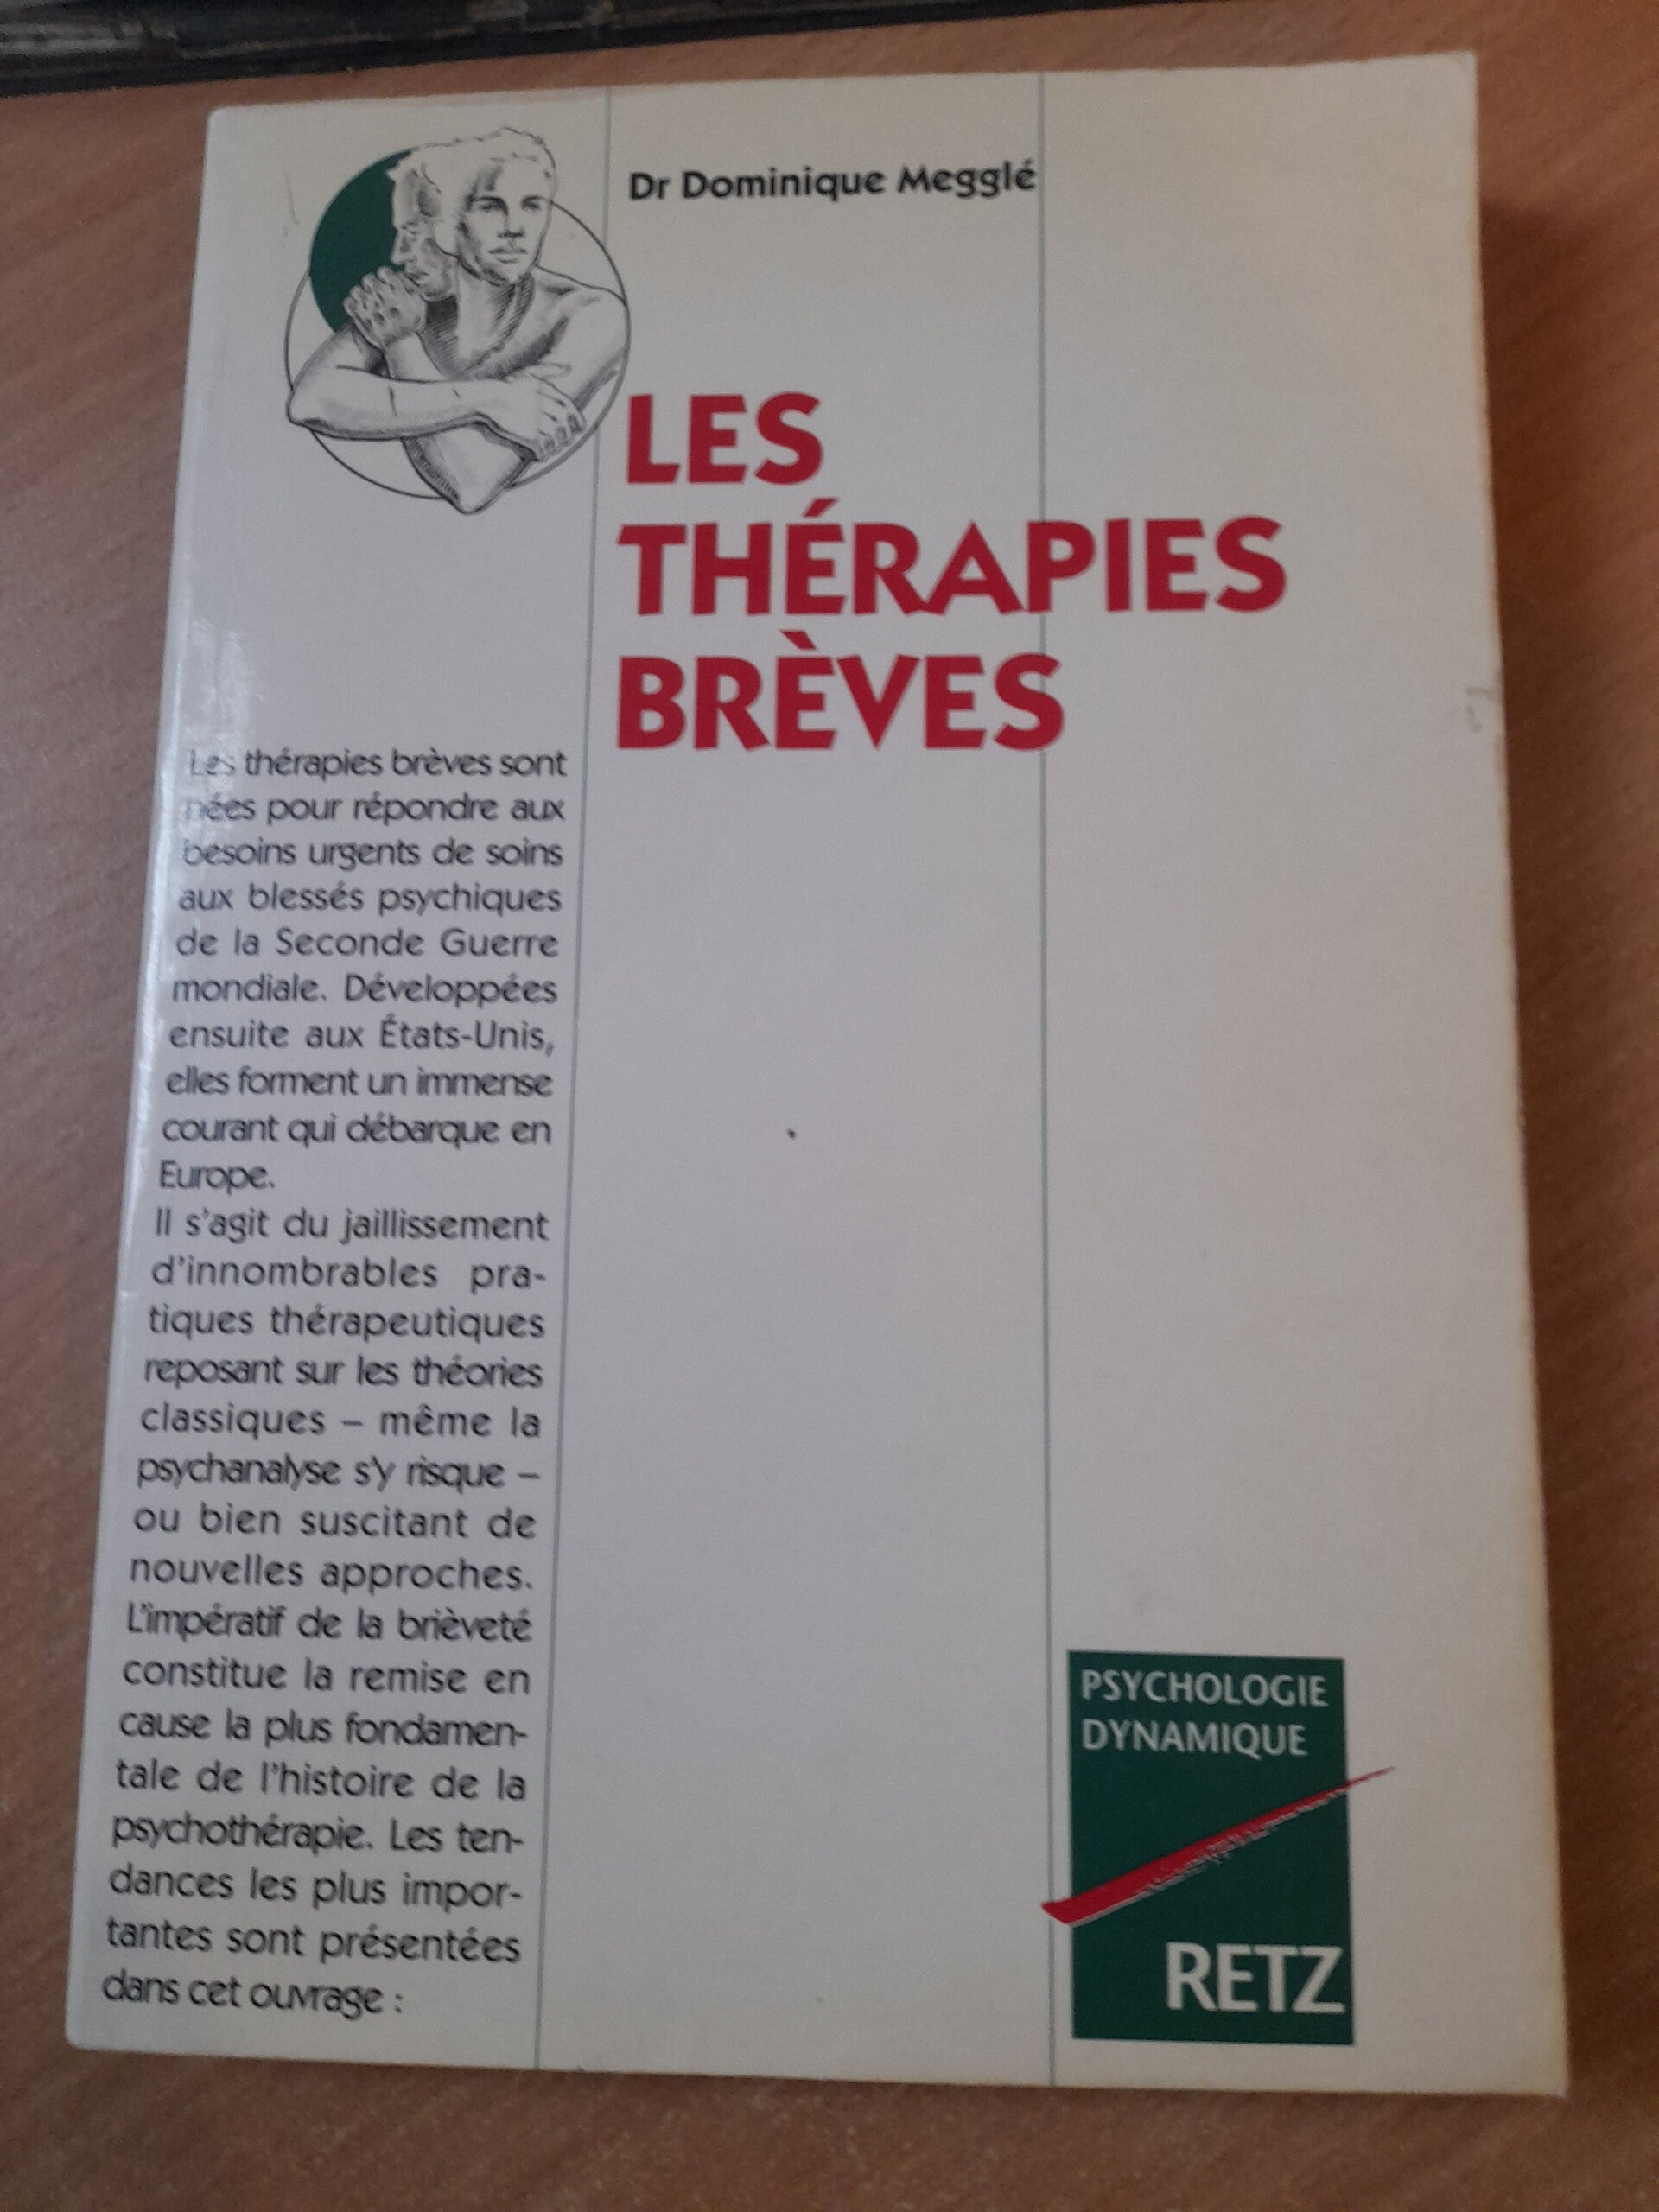 Dr Dominique Megglé
LES
THÉRAPIES
BRÈVES
Les thérapies brèves sont
nées pour répondre aux
besoins urgents de soins
aux blessés psychiques
de la Seconde Guerre
mondiale. Développées
ensuite aux États-Unis,
elles forment un immense
courant qui débarque en
Europe.
Il s'agit du jaillissement
d'innombrables pra-
tiques thérapeutiques
reposant sur les théories
classiques – même la
psychanalyse s'y risque –
ou bien suscitant de
nouvelles approches.
L'impératif de la brièveté
constitue la remise en
cause la plus fondamen-
tale de l'histoire de la
psychothérapie. Les ten-
dances les plus impor-
tantes sont présentées
dans cet ouvrage :
PSYCHOLOGIE
DYNAMIQUE
RETZ